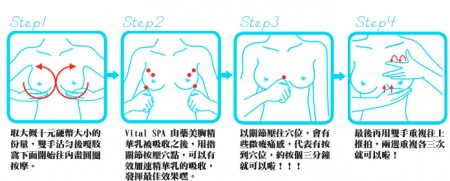 Step1
取大概十元硬幣大小的
份量，雙手沾勻後嘎胶
窩下面開始往內畫圓圈
按摩。
Step2
Vital SPA 山藥美胸精
華乳被吸收之後，用指
關節按壓穴點，可以有
效加速精華乳的吸收，
發揮最佳效果嘿。
Step3
以關節壓住穴位，會有
些微痠痛感，代表有按
到穴位，約按個三分鐘
就可以啦！！！
Step4
最後再用雙手重複往上
推拍，兩邊重複各三次
就可以啦！